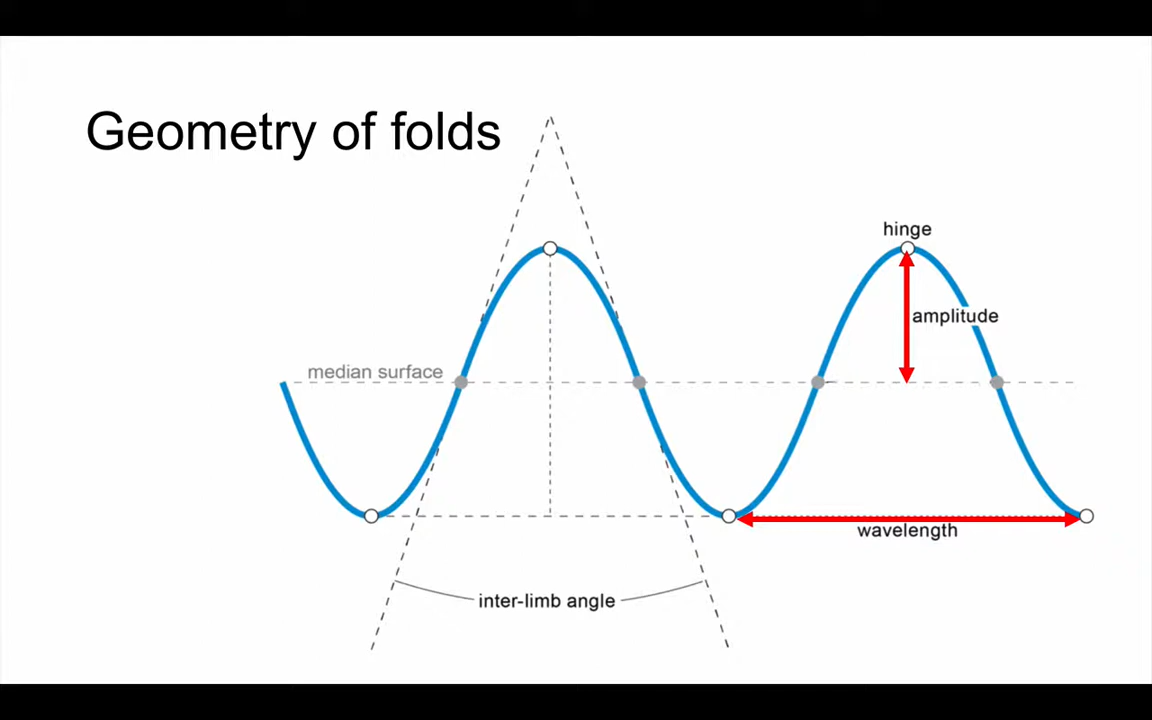 Geometry of folds
hinge
amplitude
median surface
wavelength
inter-limb angle